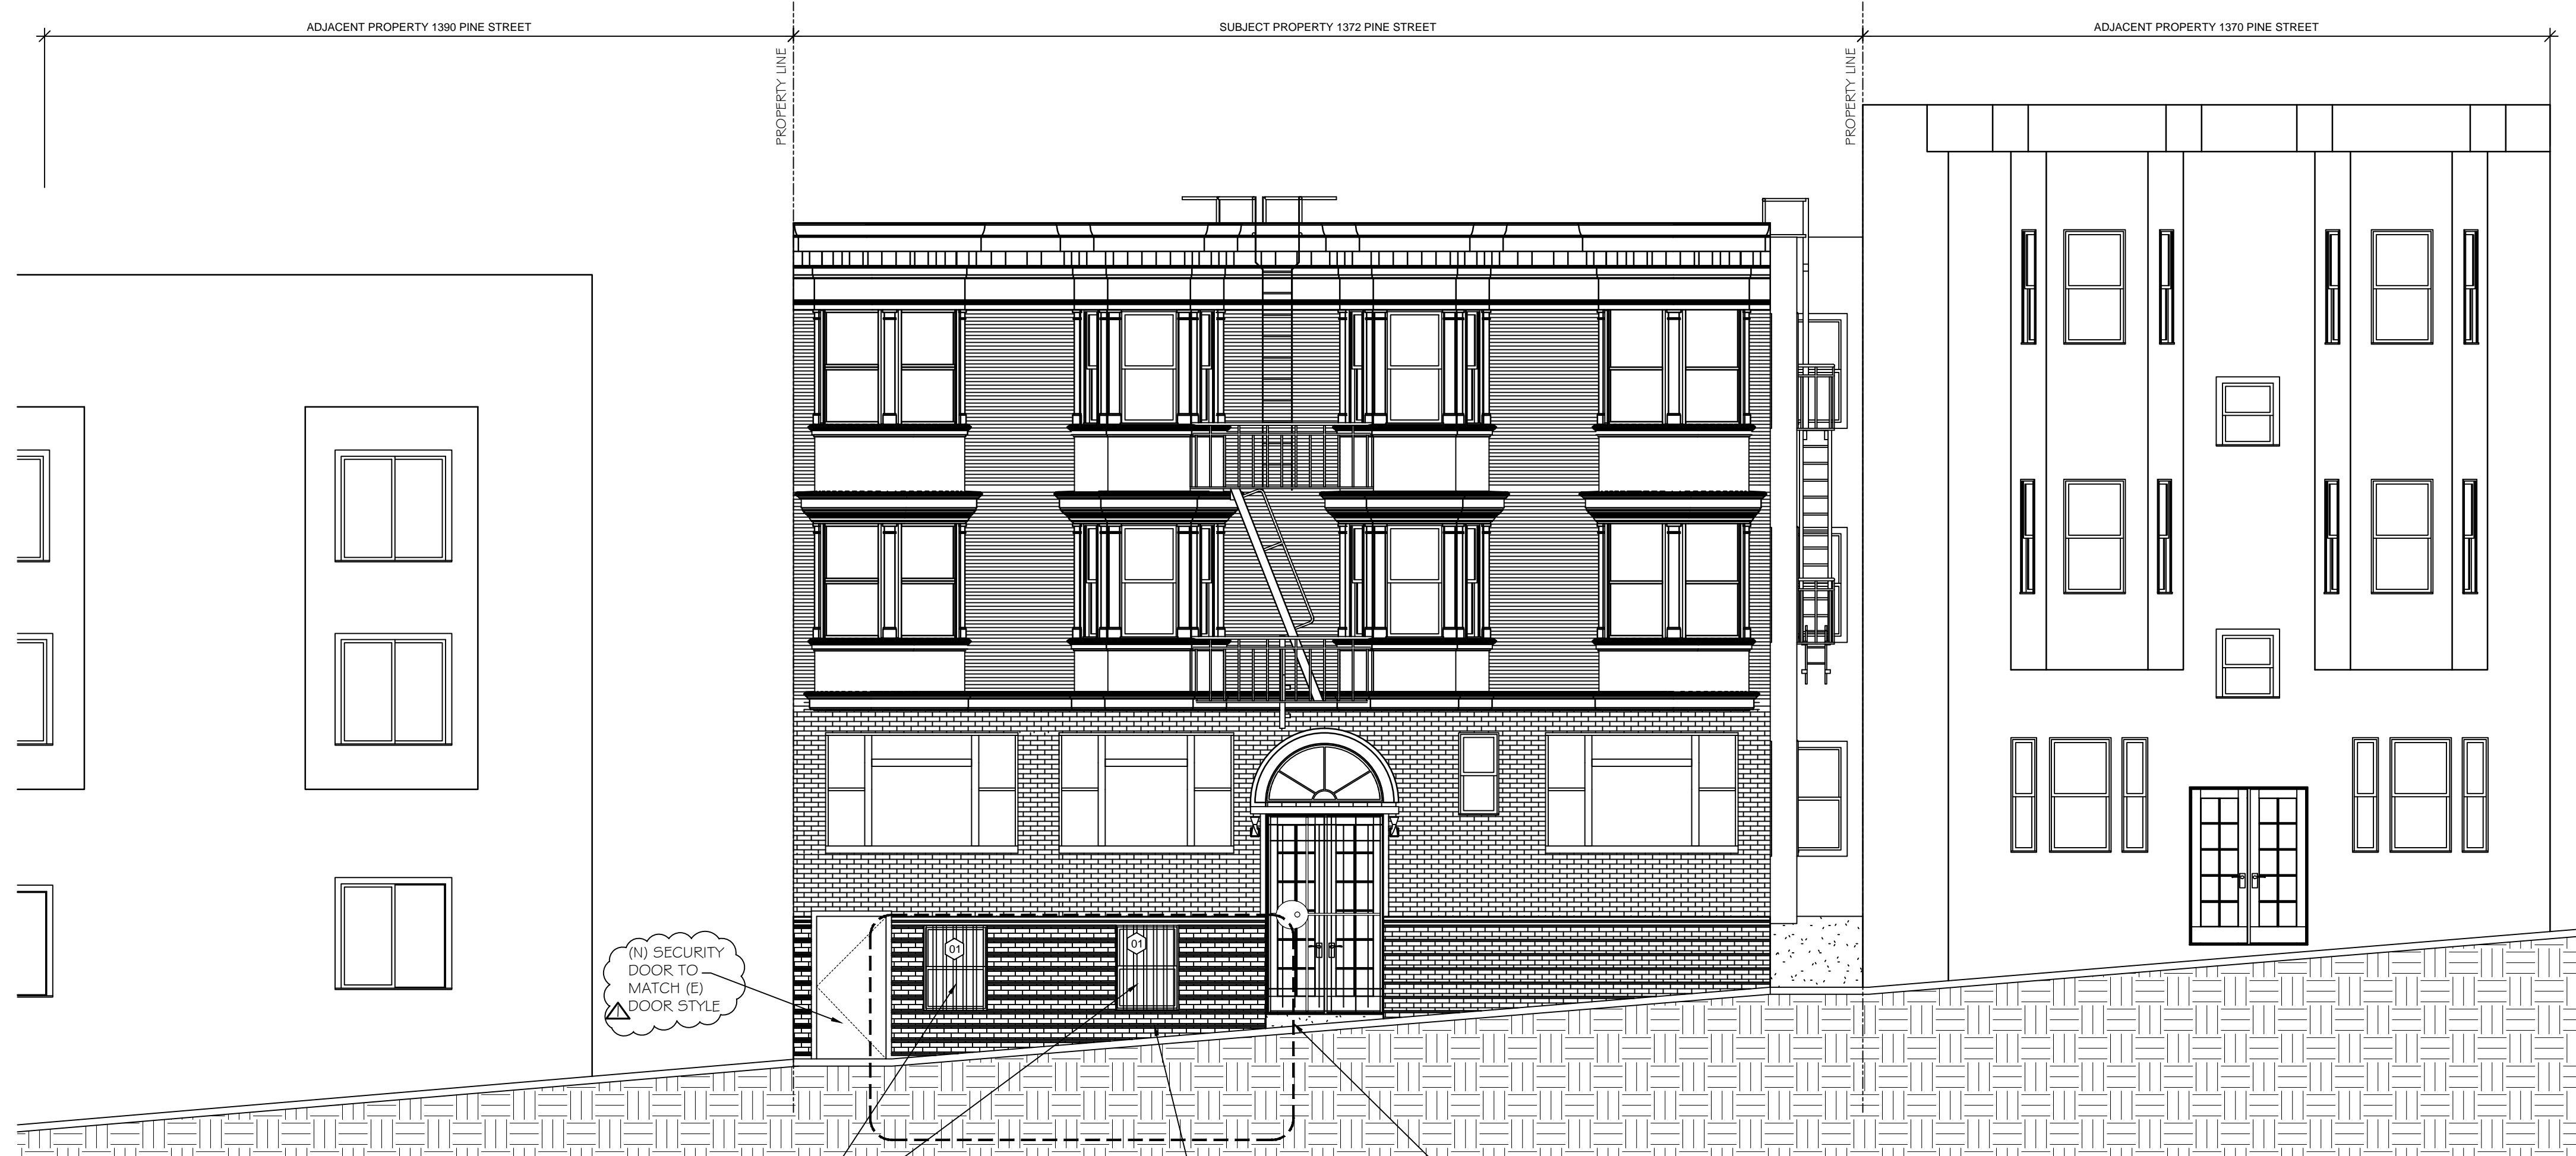 ADJACENT PROPERTY 1390 PINE STREET
SUBJECT PROPERTY 1372 PINE STREET
ADJACENT PROPERTY 1370 PINE STREET
PROPERTY LINE
PROPERTY LINE
01
01
(N) SECURITY
DOOR TO
MATCH (E)
DOOR STYLE
1